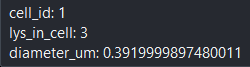 cell_id: 1
lys_in_cell: 3
diameter_um: 0.3919999897480011